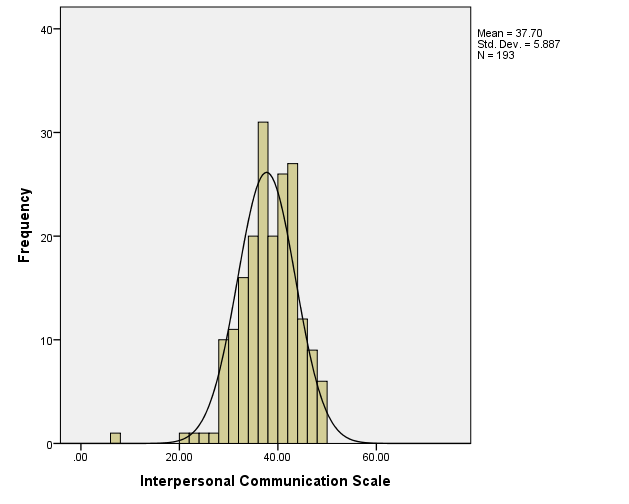 Mean = 37.70
Std. Dev. = 5.887
N = 193
40
30
20
10
0
Frequency
.00
20.00
40.00
60.00
Interpersonal Communication Scale